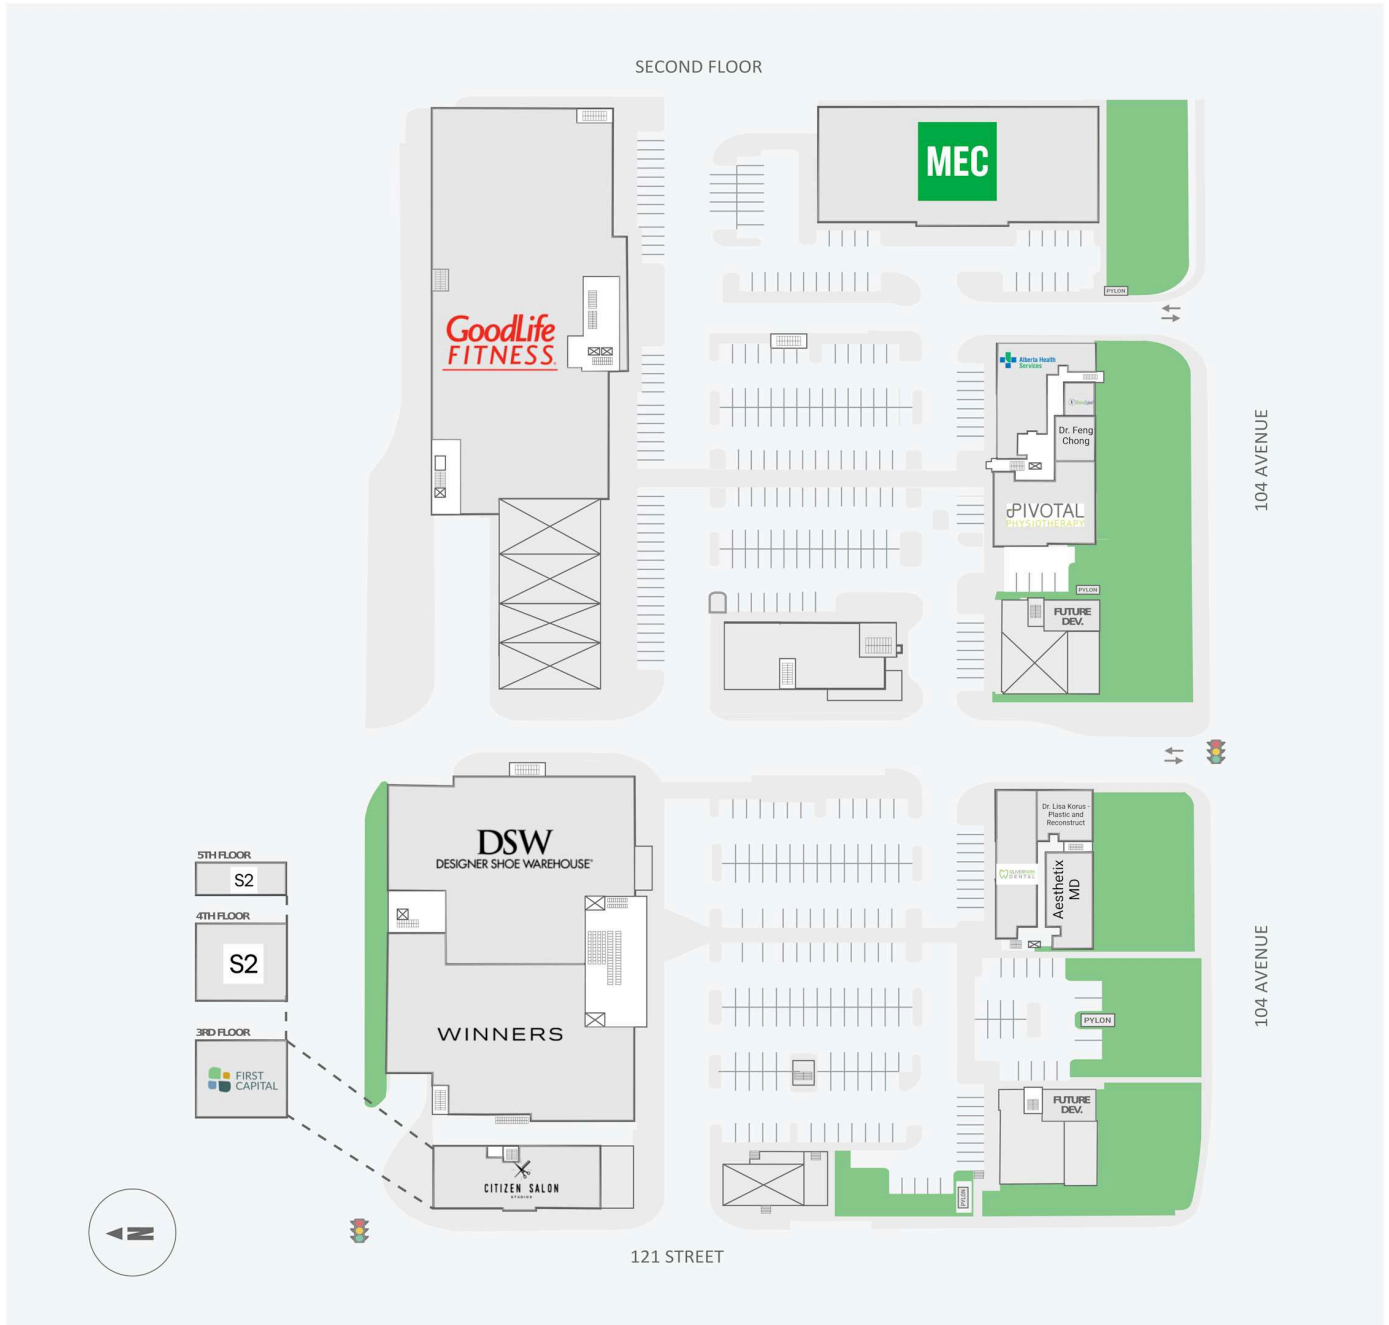 SECOND FLOOR
MEC
PYLON
GoodLife
FITNESS
Alberta Health
Services
Dr. Feng
Chong
104 AVENUE
PIVOTAL
PHYSIOTHERAPY
PYLON
FUTURE
DEV.
DSW
DESIGNER SHOE WAREHOUSE
Dr. Lisa Korus -
Plastic and
Reconstruct
DENTAL
Aesthetix
MD
5TH FLOOR
S2
4TH FLOOR
S2
104 AVENUE
WINNERS
PYLON
3RD FLOOR
FIRST
CAPITAL
FUTURE
DEV.
CITIZEN SALON
STUDIOS
PYLON
N
121 STREET